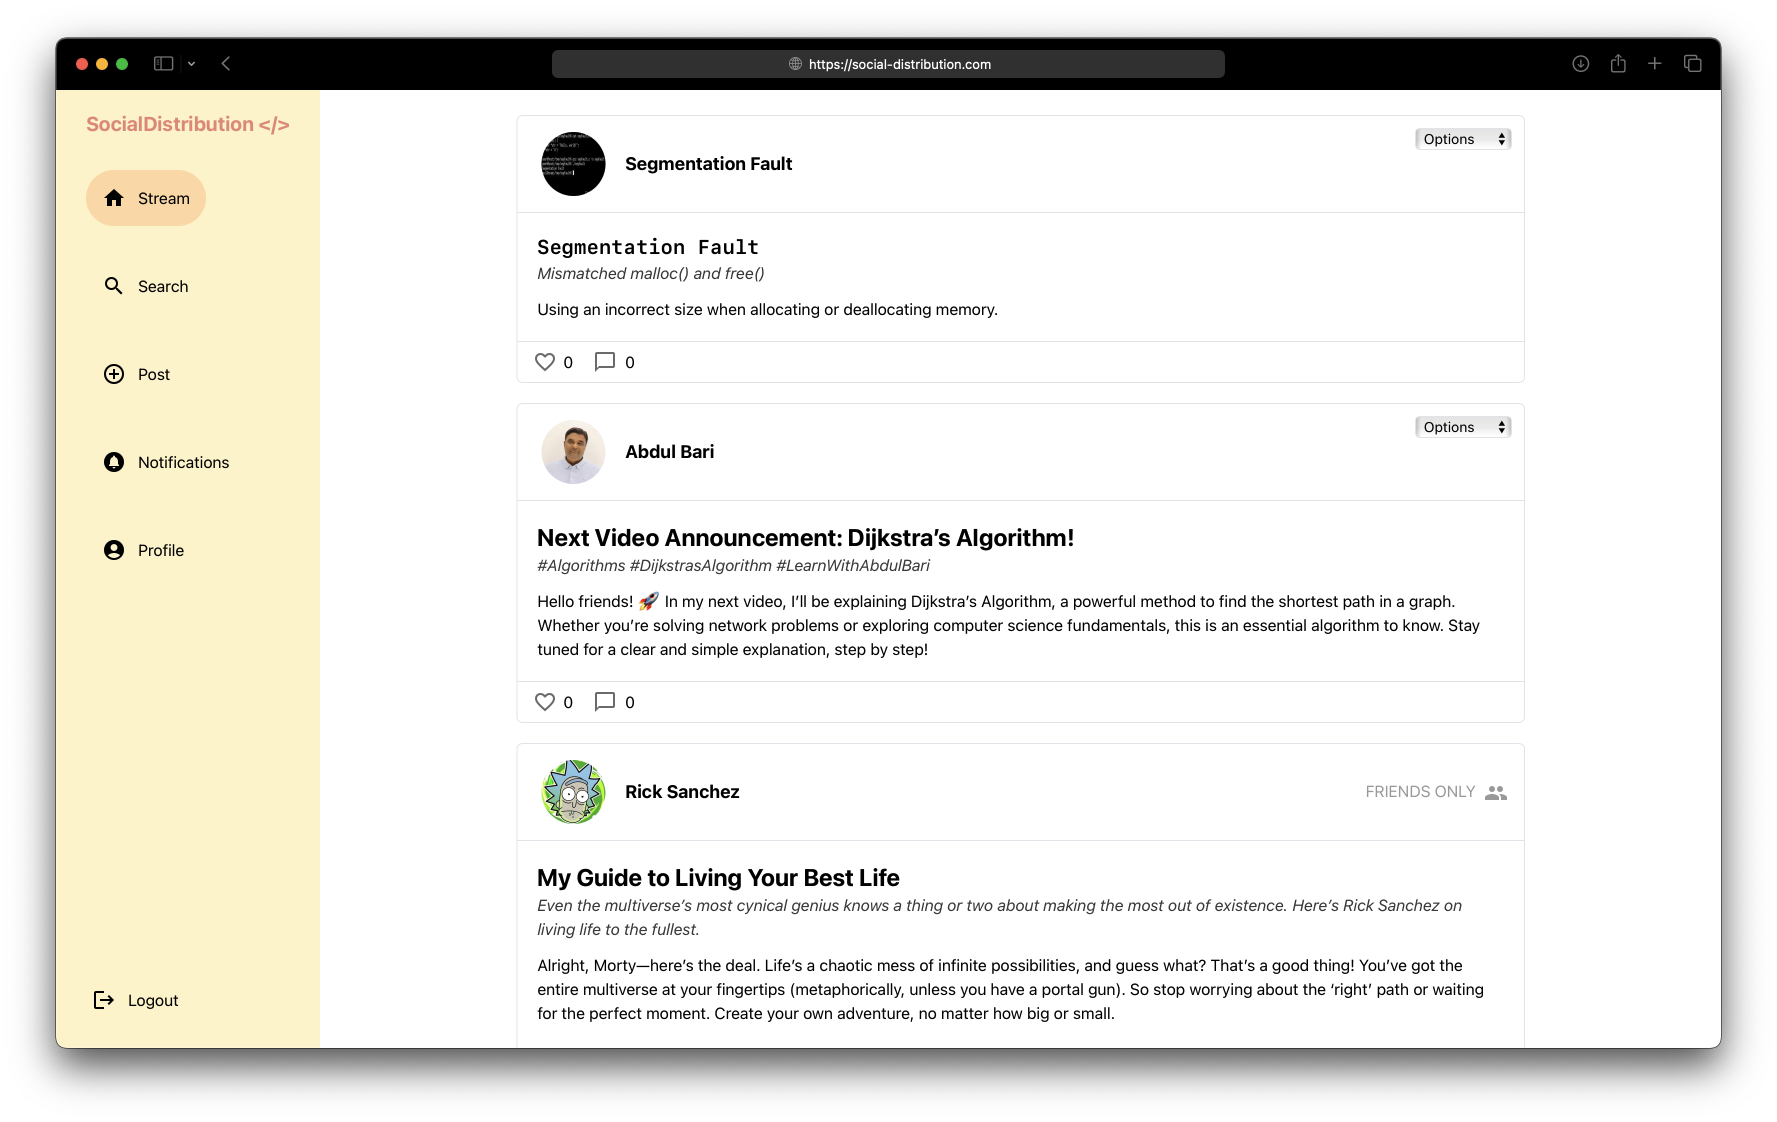 https://social-distribution.com
SocialDistribution </>
Stream
Search
Post
Notifications
Profile
Logout
Segmentation Fault
Options
Segmentation Fault
Mismatched malloc() and free()
Using an incorrect size when allocating or deallocating memory.
0 0
Abdul Bari
Options
Next Video Announcement: Dijkstra’s Algorithm!
#Algorithms #DijkstrasAlgorithm #LearnWithAbdulBari
Hello friends! 🚀 In my next video, I’ll be explaining Dijkstra’s Algorithm, a powerful method to find the shortest path in a graph.
Whether you’re solving network problems or exploring computer science fundamentals, this is an essential algorithm to know. Stay
tuned for a clear and simple explanation, step by step!
0 0
Rick Sanchez
FRIENDS ONLY
My Guide to Living Your Best Life
Even the multiverse’s most cynical genius knows a thing or two about making the most out of existence. Here’s Rick Sanchez on
living life to the fullest.
Alright, Morty—here’s the deal. Life’s a chaotic mess of infinite possibilities, and guess what? That’s a good thing! You’ve got the
entire multiverse at your fingertips (metaphorically, unless you have a portal gun). So stop worrying about the ‘right’ path or waiting
for the perfect moment. Create your own adventure, no matter how big or small.